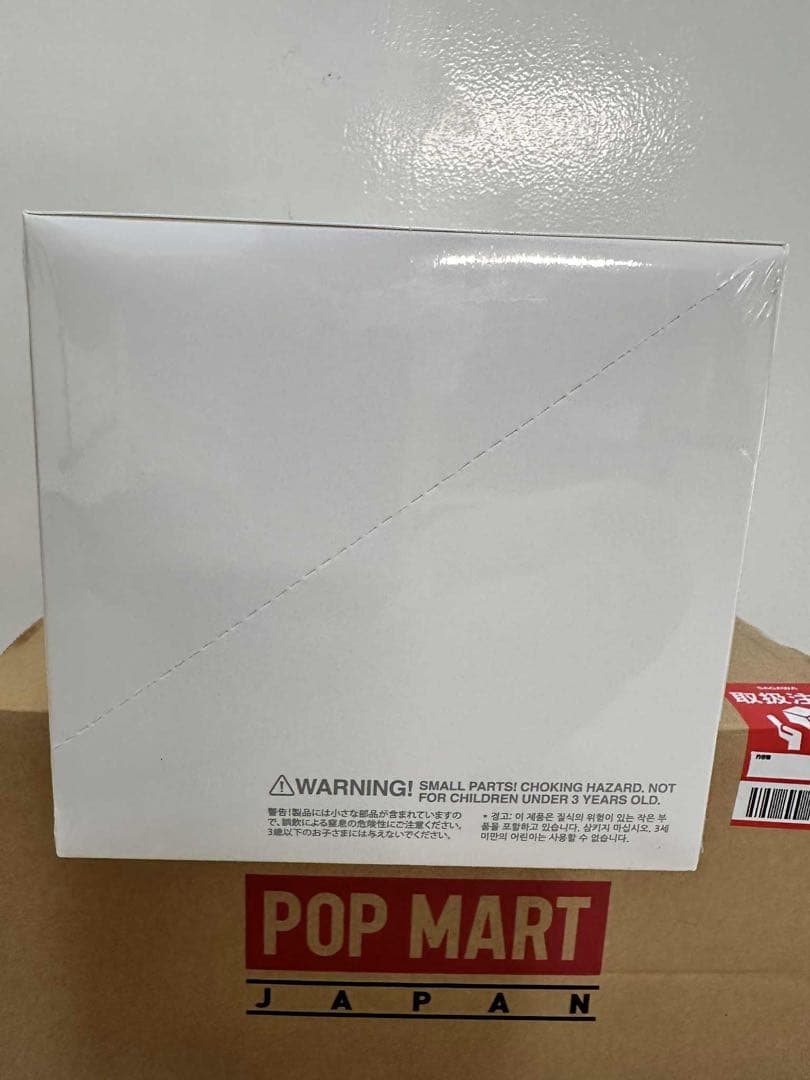 ⚠WARNING! SMALL PARTS! CHOKING HAZARD. NOT
FOR CHILDREN UNDER 3 YEARS OLD.
警告!製品には小さな部品が含まれていますの
で、誤飲による窒息の危険性にご注意ください。
3歳以下のお子さまには与えないでください。
* 경고: 이 제품은 질식의 위험이 있는 작은 부
품을 포함하고 있습니다. 삼키지 마십시오. 3세
미만의 어린이는 사용할 수 없습니다.
SAGAWA
取扱注
内容物
POP MART
JAPAN